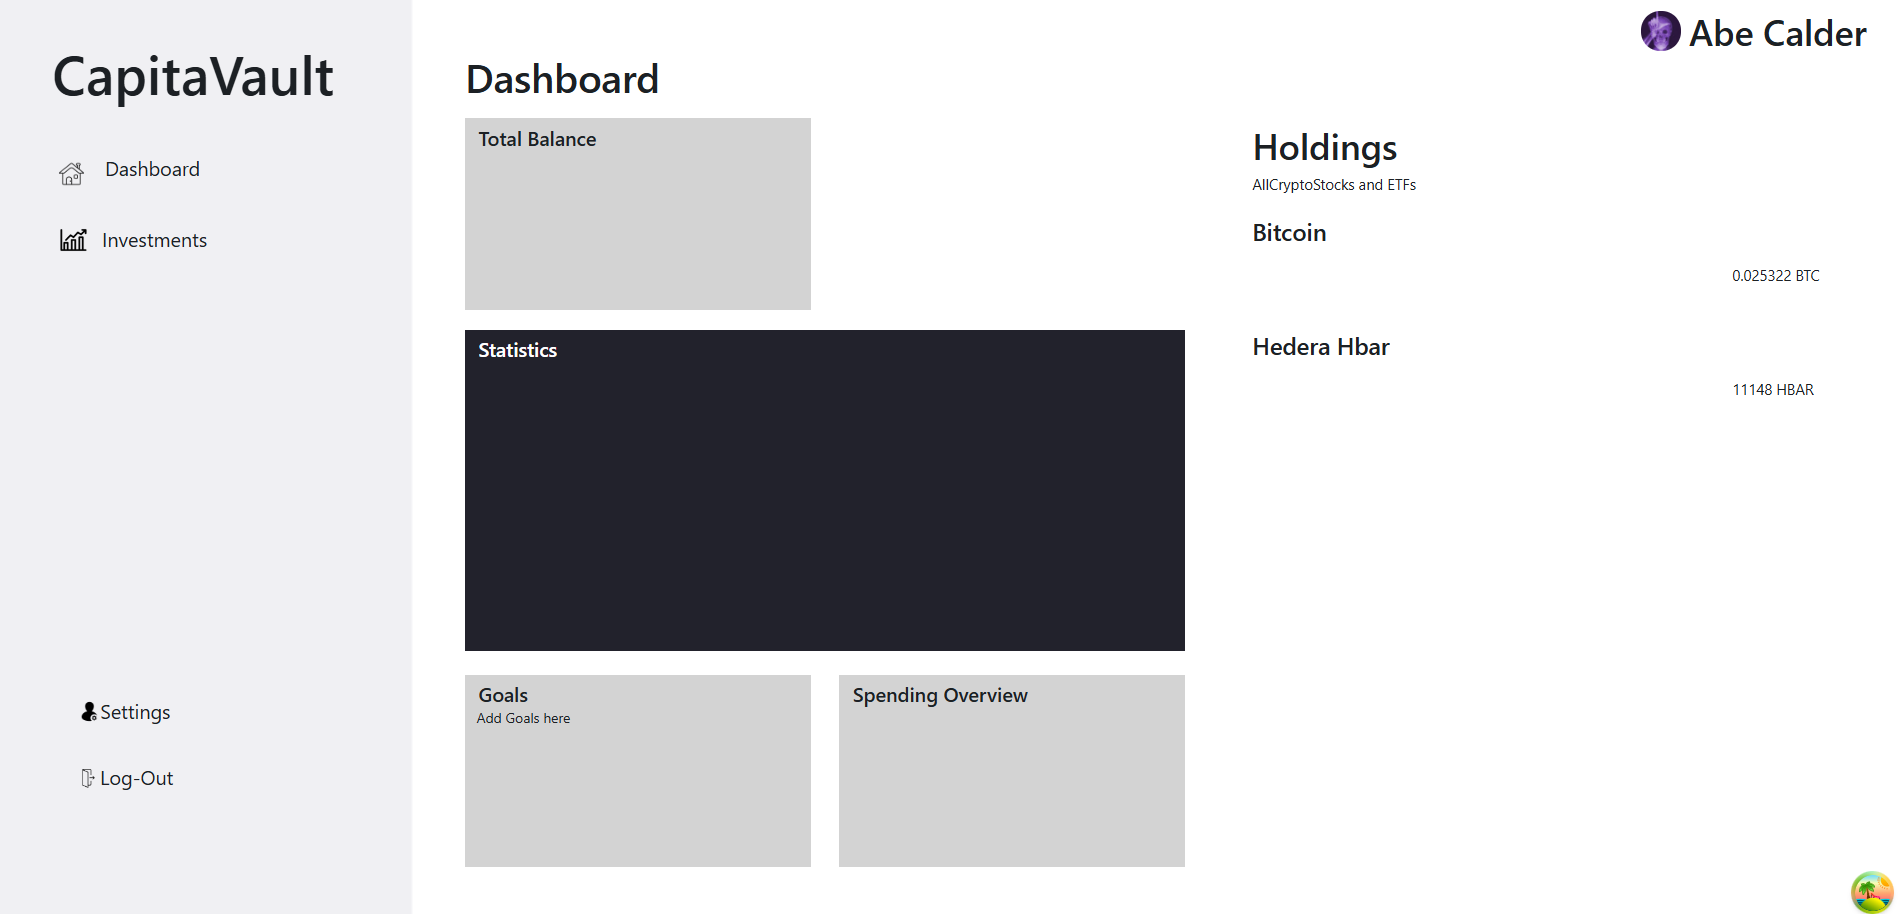 CapitaVault
Dashboard
Investments
Settings
Log-Out
Abe Calder
Dashboard
Total Balance
Statistics
Goals
Add Goals here
Spending Overview
Holdings
AllCryptoStocks and ETFs
Bitcoin
0.025322 BTC
Hedera Hbar
11148 HBAR